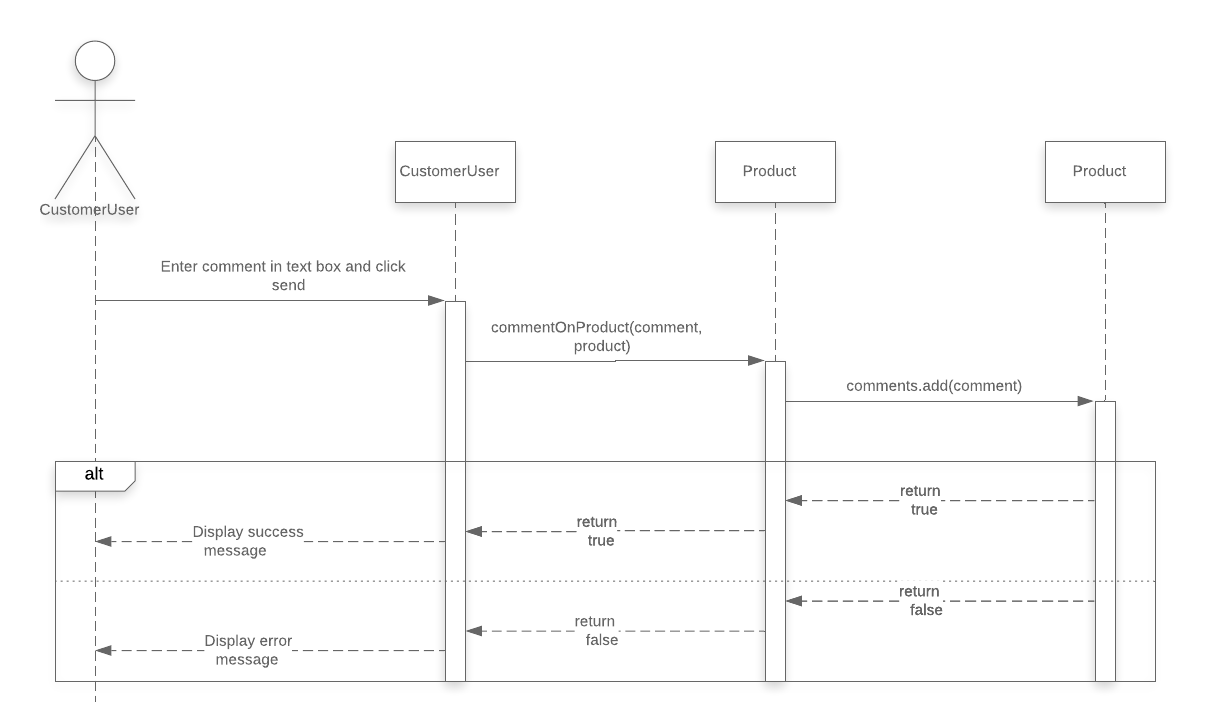 CustomerUser
Product
Product
CustomerUser
Enter comment in text box and click
send
commentOnProduct(comment,
product)
comments.add(comment)
alt
return
true
return
true
Display success
message
return
false
return
false
Display error
message